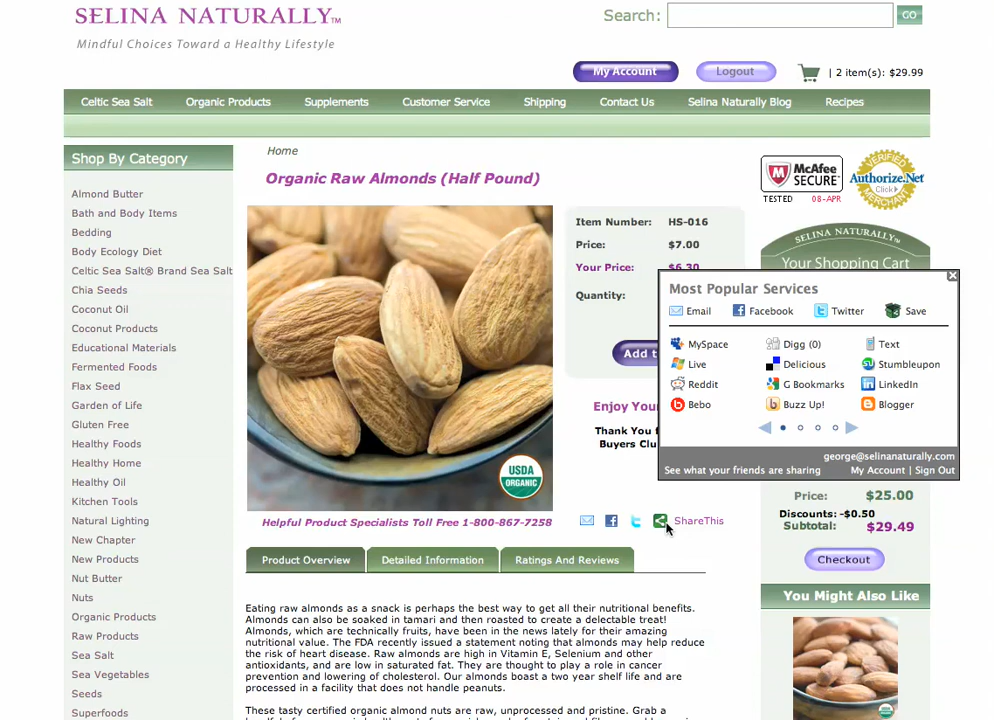 SELINA NATURALLY™
Mindful Choices Toward a Healthy Lifestyle
Search:
GO
My Account
Logout
| 2 item(s): $29.99
Celtic Sea Salt
Organic Products
Supplements
Customer Service
Shipping
Contact Us
Selina Naturally Blog
Recipes
Shop By Category
Almond Butter
Bath and Body Items
Bedding
Body Ecology Diet
Celtic Sea Salt® Brand Sea Salt
Chia Seeds
Coconut Oil
Coconut Products
Educational Materials
Fermented Foods
Flax Seed
Garden of Life
Gluten Free
Healthy Foods
Healthy Home
Healthy Oil
Kitchen Tools
Natural Lighting
New Chapter
New Products
Nut Butter
Nuts
Organic Products
Raw Products
Sea Salt
Sea Vegetables
Seeds
Superfoods
Home
Organic Raw Almonds (Half Pound)
USDA
ORGANIC
Helpful Product Specialists Toll Free 1-800-867-7258
Item Number: HS-016
Price: $7.00
Your Price: $6.30
Quantity:
Add t
Enjoy You
Thank You f
Buyers Clu
ShareThis
Product Overview
Detailed Information
Ratings And Reviews
Eating raw almonds as a snack is perhaps the best way to get all their nutritional benefits.
Almonds can also be soaked in tamari and then roasted to create a delectable treat!
Almonds, which are technically fruits, have been in the news lately for their amazing
nutritional value. The FDA recently issued a statement noting that almonds may help reduce
the risk of heart disease. Raw almonds are high in Vitamin E, Selenium and other
antioxidants, and are low in saturated fat. They are thought to play a role in cancer
prevention and lowering of cholesterol. Our almonds boast a two year shelf life and are
processed in a facility that does not handle peanuts.
These tasty certified organic almond nuts are raw, unprocessed and pristine. Grab a
McAfee
SECURE™
TESTED 08-APR
VERIFIED
Authorize.Net
Click
MERCHANT
SELINA NATURALLY™
Your Shopping Cart
Most Popular Services
Email
Facebook
Twitter
Save
MySpace
Digg (0)
Text
Live
Delicious
Stumbleupon
Reddit
G Bookmarks
LinkedIn
Bebo
Buzz Up!
Blogger
george@selinanaturally.com
See what your friends are sharing
My Account | Sign Out
Price: $25.00
Discounts: -$0.50
Subtotal: $29.49
Checkout
You Might Also Like